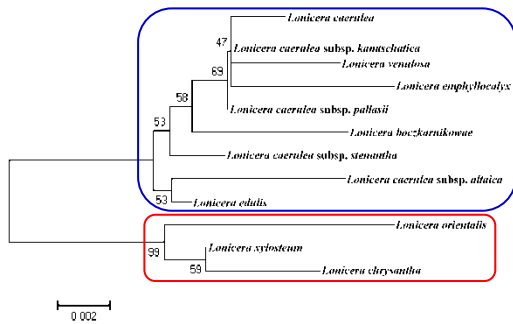 Lonicera caerulea
47
Lonicera caerulea subsp. kamtschatica
Lonicera venulosa
69
Lonicera emphyllocalyx
58
Lonicera caerulea subsp. pallasii
53
Lonicera boczkarnikowae
Lonicera caerulea subsp. stenantha
Lonicera caerulea subsp. altaica
53
Lonicera edulis
Lonicera orientalis
99
Lonicera xylosteum
59
Lonicera chrysantha
0.002